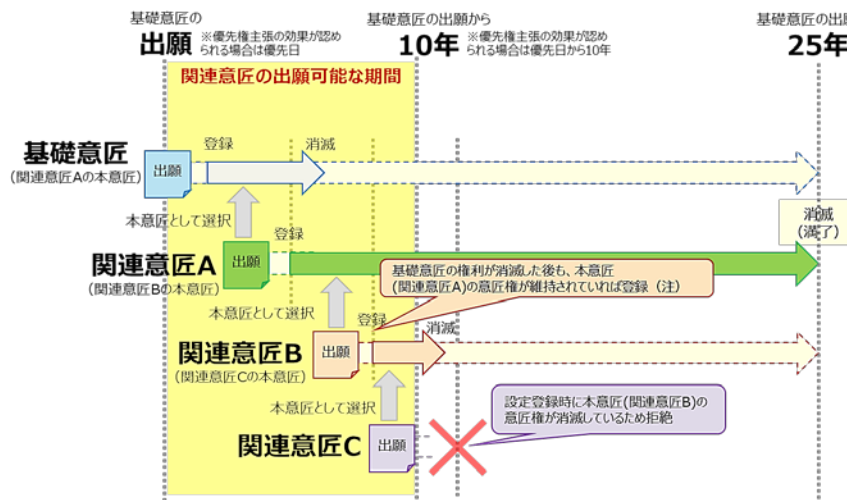 基礎意匠の
出願
※優先権主張の効果が認め
られる場合は優先日
基礎意匠の出願から
10年
※優先権主張の効果が認め
られる場合は優先日から10年
基礎意匠の出
25年
関連意匠の出願可能な期間
基礎意匠
(関連意匠Aの本意匠)
出願
登録
消滅
本意匠として選択
消滅
(満了)
関連意匠A
(関連意匠Bの本意匠)
出願
登録
基礎意匠の権利が消滅した後も、本意匠
(関連意匠A)の意匠権が維持されていれば登録（注）
本意匠として選択
関連意匠B
(関連意匠Cの本意匠)
出願
登録
消滅
本意匠として選択
設定登録時に本意匠(関連意匠B)の
意匠権が消滅しているため拒絶
関連意匠C
出願